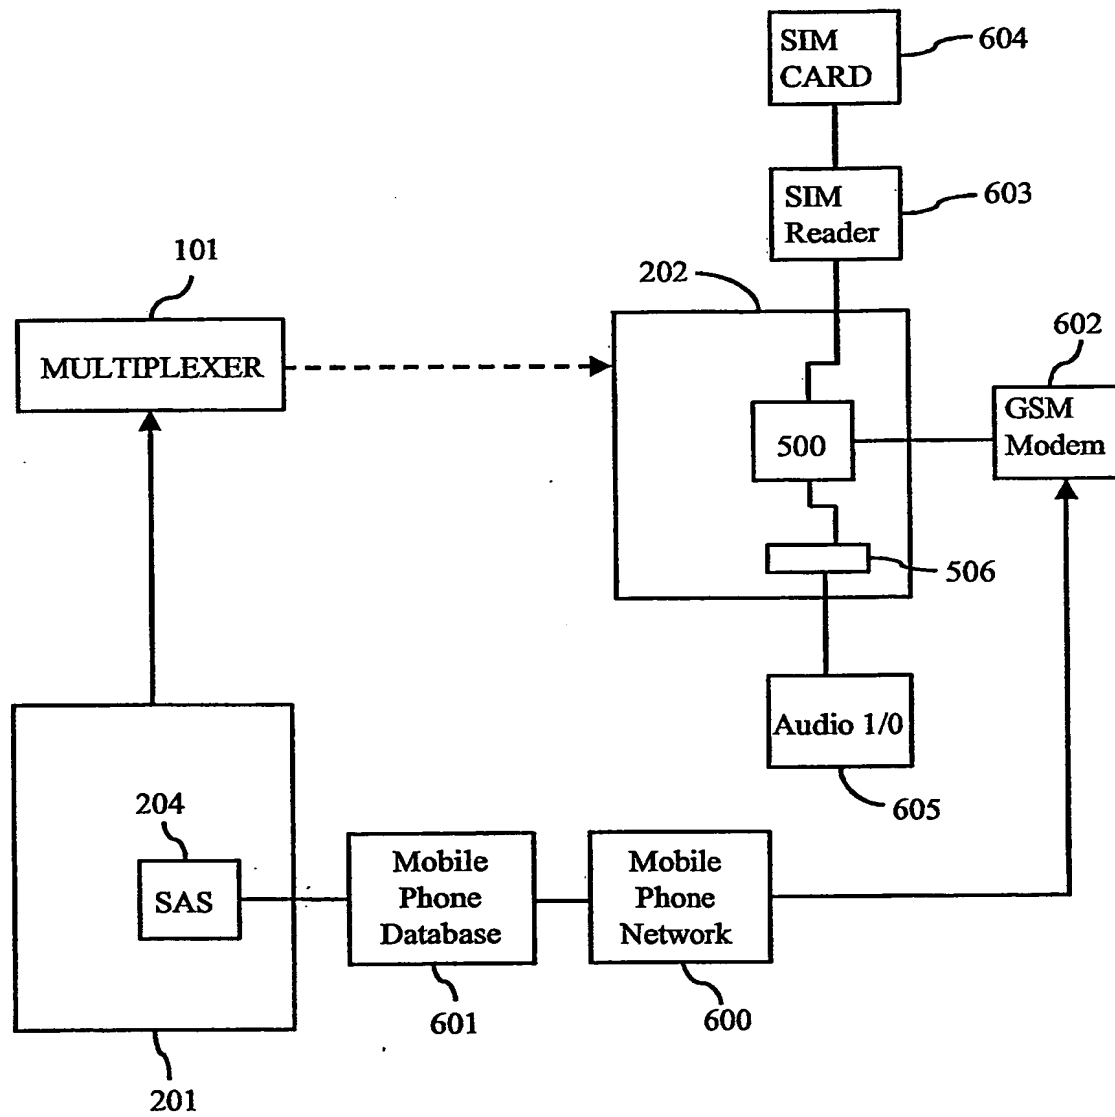 SIM
CARD
604
SIM
Reader
603
101
202
602
MULTIPLEXER
GSM
Modem
500
506
Audio 1/0
605
204
SAS
Mobile
Phone
Database
Mobile
Phone
Network
601
600
201